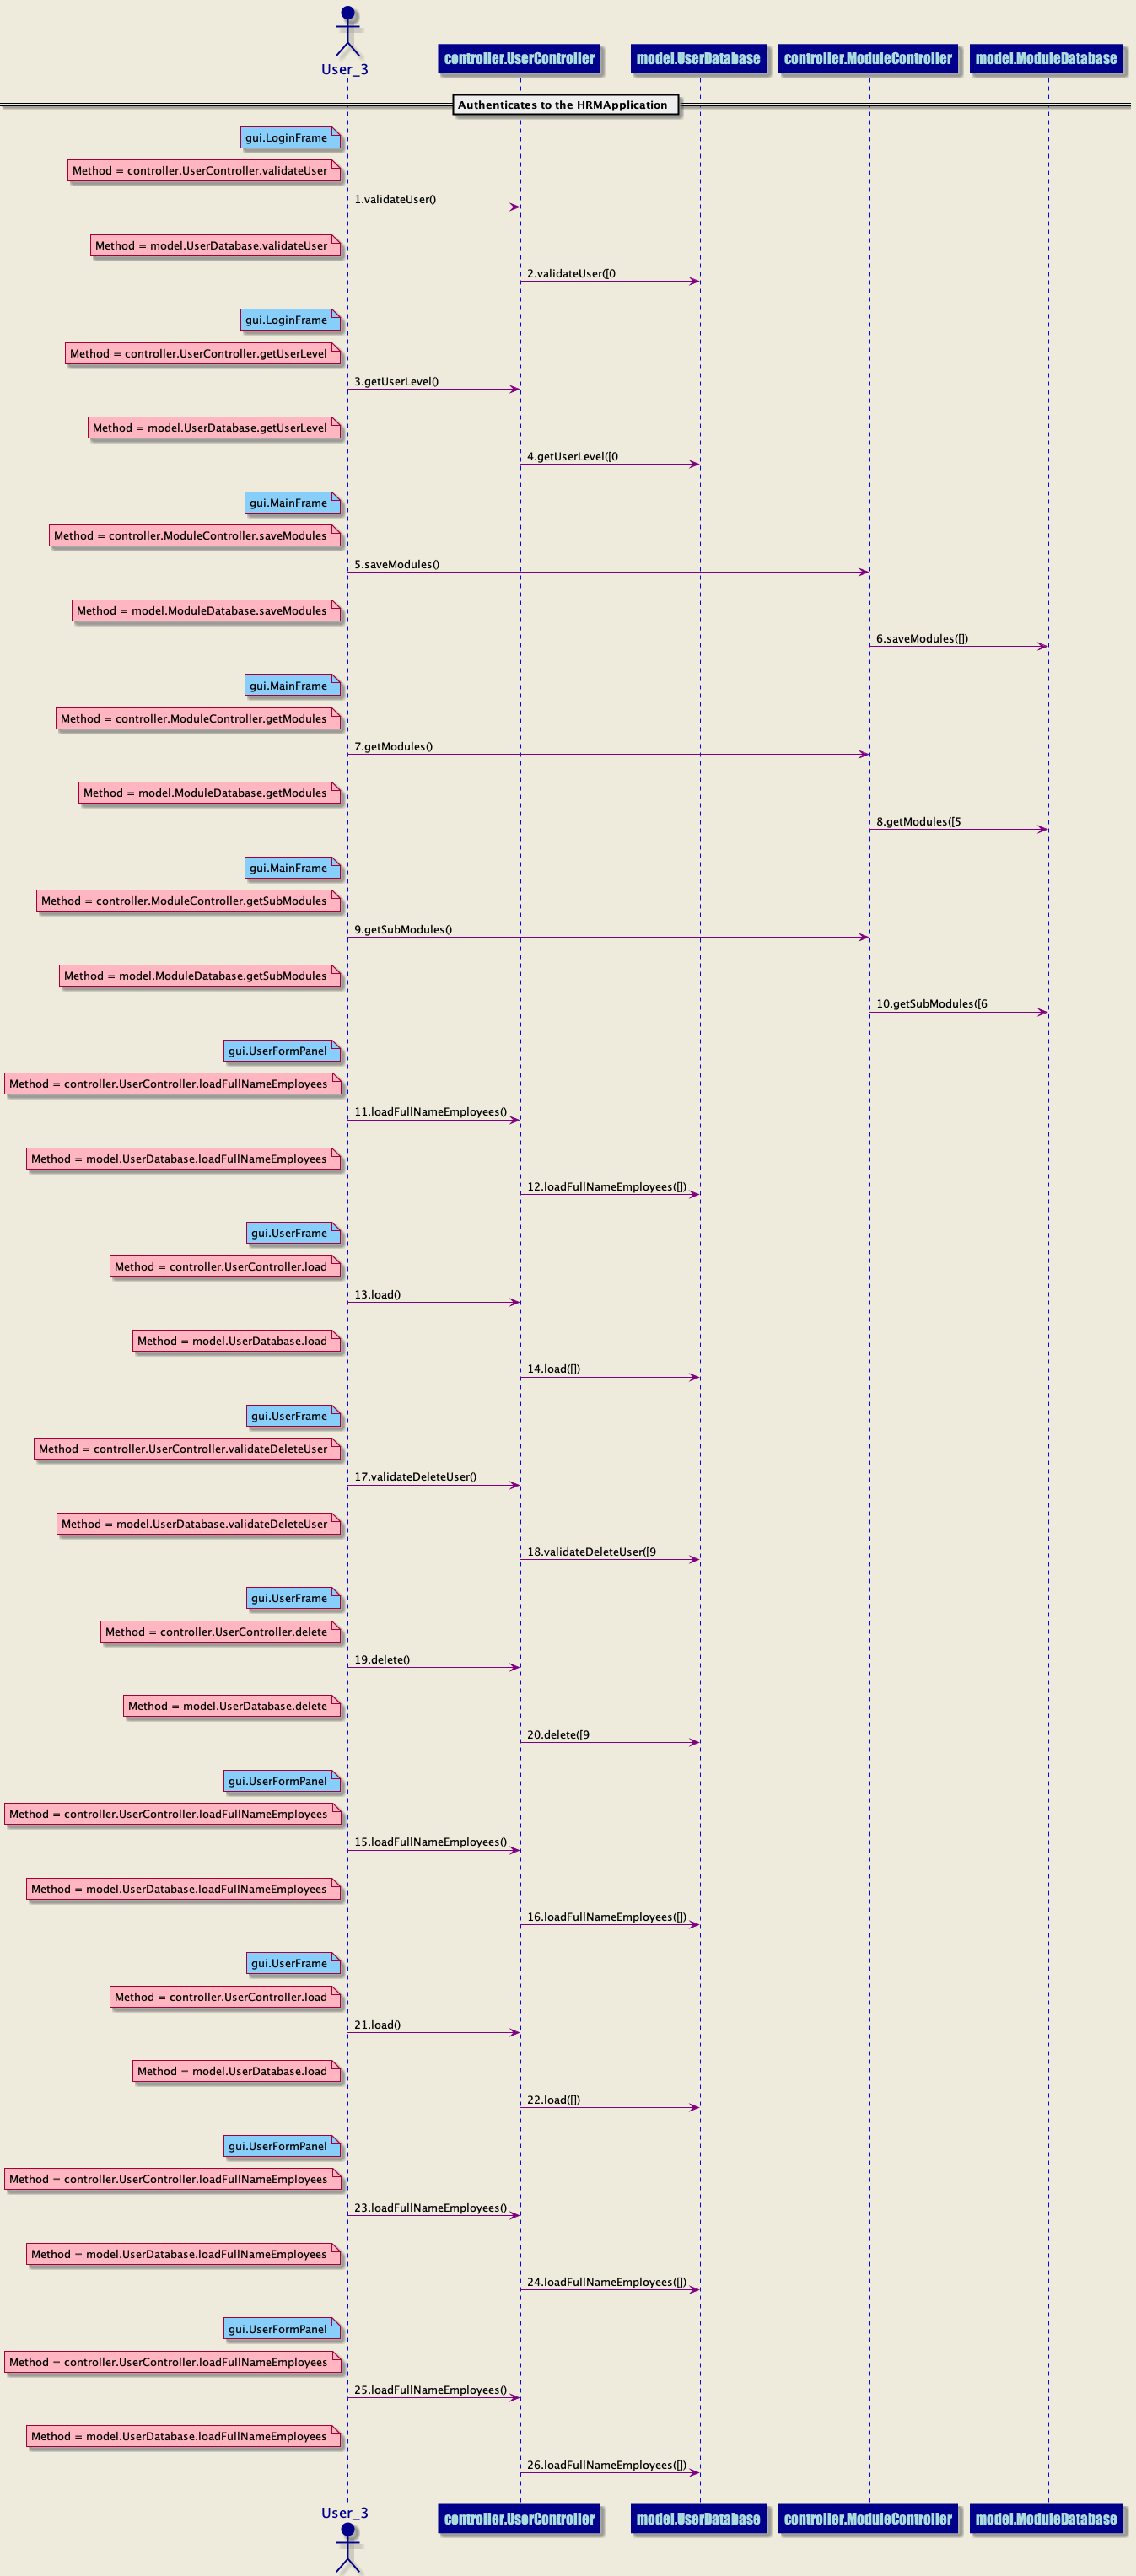 User_3
controller.UserController
model.UserDatabase
controller.ModuleController
model.ModuleDatabase
Authenticates to the HRMApplication
gui.LoginFrame
Method = controller.UserController.validateUser
1.validateUser()
Method = model.UserDatabase.validateUser
2.validateUser([0
gui.LoginFrame
Method = controller.UserController.getUserLevel
3.getUserLevel()
Method = model.UserDatabase.getUserLevel
4.getUserLevel([0
gui.MainFrame
Method = controller.ModuleController.saveModules
5.saveModules()
Method = model.ModuleDatabase.saveModules
6.saveModules([])
gui.MainFrame
Method = controller.ModuleController.getModules
7.getModules()
Method = model.ModuleDatabase.getModules
8.getModules([5
gui.MainFrame
Method = controller.ModuleController.getSubModules
9.getSubModules()
Method = model.ModuleDatabase.getSubModules
10.getSubModules([6
gui.UserFormPanel
Method = controller.UserController.loadFullNameEmployees
11.loadFullNameEmployees()
Method = model.UserDatabase.loadFullNameEmployees
12.loadFullNameEmployees([])
gui.UserFrame
Method = controller.UserController.load
13.load()
Method = model.UserDatabase.load
14.load([])
gui.UserFrame
Method = controller.UserController.validateDeleteUser
17.validateDeleteUser()
Method = model.UserDatabase.validateDeleteUser
18.validateDeleteUser([9
gui.UserFrame
Method = controller.UserController.delete
19.delete()
Method = model.UserDatabase.delete
20.delete([9
gui.UserFormPanel
Method = controller.UserController.loadFullNameEmployees
15.loadFullNameEmployees()
Method = model.UserDatabase.loadFullNameEmployees
16.loadFullNameEmployees([])
gui.UserFrame
Method = controller.UserController.load
21.load()
Method = model.UserDatabase.load
22.load([])
gui.UserFormPanel
Method = controller.UserController.loadFullNameEmployees
23.loadFullNameEmployees()
Method = model.UserDatabase.loadFullNameEmployees
24.loadFullNameEmployees([])
gui.UserFormPanel
Method = controller.UserController.loadFullNameEmployees
25.loadFullNameEmployees()
Method = model.UserDatabase.loadFullNameEmployees
26.loadFullNameEmployees([])
User_3
controller.UserController
model.UserDatabase
controller.ModuleController
model.ModuleDatabase